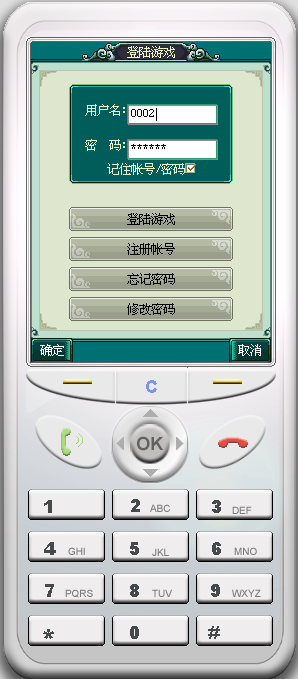 登陆游戏
用户名: 0002
密 码: ******
记住帐号/密码
登陆游戏
注册帐号
忘记密码
修改密码
确定 取消
C
OK
1 2 ABC 3 DEF
4 GHI 5 JKL 6 MNO
7 PQRS 8 TUV 9 WXYZ
* 0 #